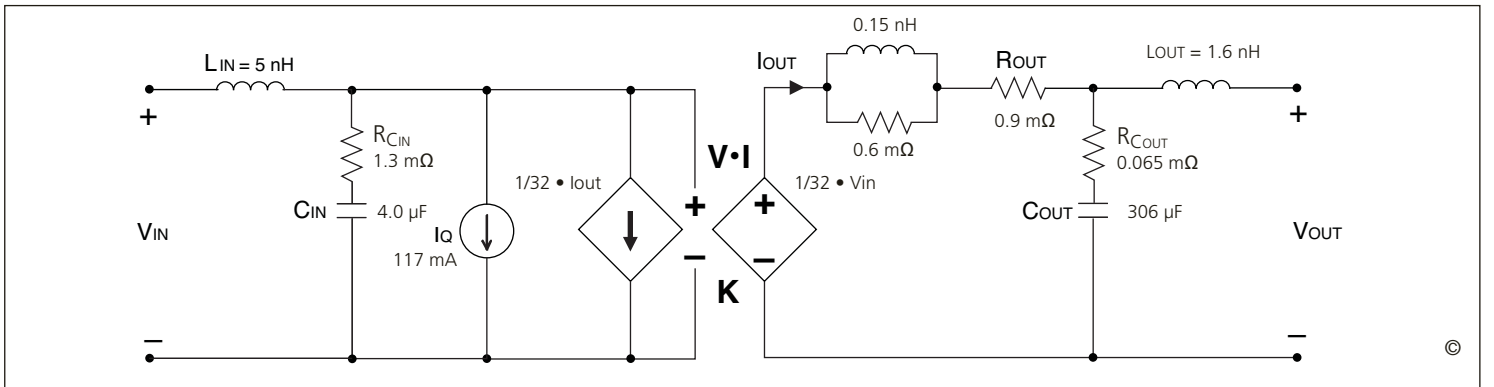 LIN = 5 nH
+
VIN
–
RCIN
1.3 mΩ
CIN
4.0 µF
IQ
117 mA
1/32 • Iout
+
–
V•I
K
1/32 • Vin
+
–
IOUT
0.15 nH
0.6 mΩ
ROUT
0.9 mΩ
RCOUT
0.065 mΩ
COUT
306 µF
LOUT = 1.6 nH
+
VOUT
–
©